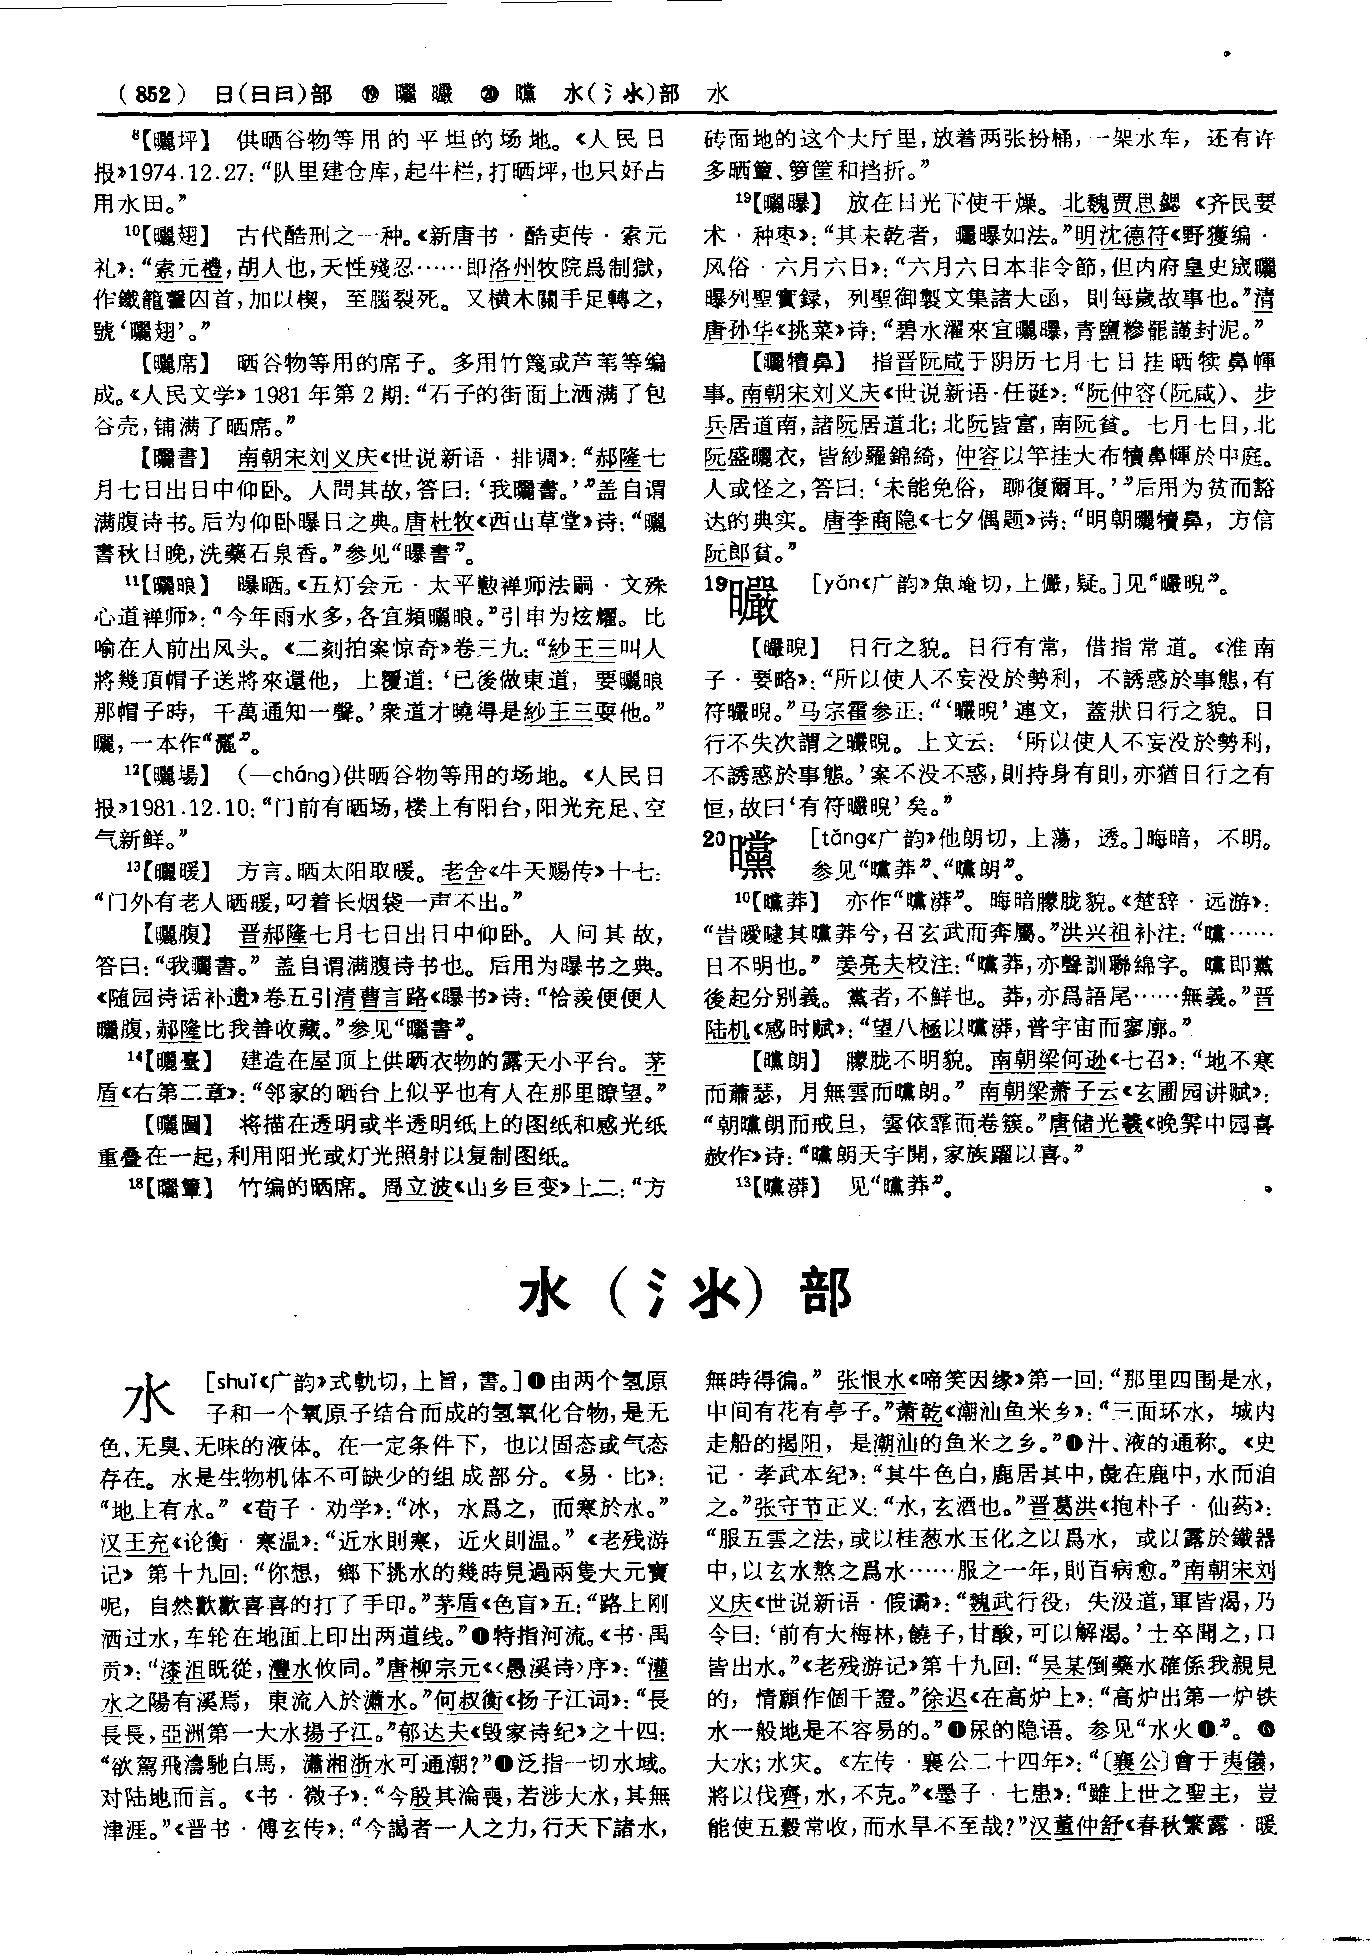 (852) 日(日曰)部 ⑲ 曬 曮 ⑳ 曭 水(氵氺)部 水
⁸【曬坪】 供晒谷物等用的平坦的场地。《人民日
报》1974.12.27:“队里建仓库,起牛栏,打晒坪,也只好占
用水田。”
¹⁰【曬翅】 古代酷刑之一种。《新唐书·酷吏传·索元
礼》:“索元禮,胡人也,天性殘忍……即洛州牧院爲制獄,
作鐵籠𩌏囚首,加以楔,至腦裂死。又横木關手足轉之,
號‘曬翅’。”
【曬席】 晒谷物等用的席子。多用竹篾或芦苇等编
成。《人民文学》1981年第2期:“石子的街面上洒满了包
谷壳,铺满了晒席。”
【曬書】 南朝宋刘义庆《世说新语·排调》:“郝隆七
月七日出日中仰卧。人問其故,答曰:‘我曬書。’”盖自谓
满腹诗书。后为仰卧曝日之典。唐杜牧《西山草堂》诗:“曬
書秋日晚,洗藥石泉香。”参见“曝書”。
¹¹【曬晾】 曝晒。《五灯会元·太平懃禅师法嗣·文殊
心道禅师》:“今年雨水多,各宜頻曬晾。”引申为炫耀。比
喻在人前出风头。《二刻拍案惊奇》卷三九:“紗王三叫人
將幾頂帽子送將來還他,上覆道:‘已後做東道,要曬晾
那帽子時,千萬通知一聲。’衆道才曉得是紗王三耍他。”
曬,一本作“灑”。
¹²【曬場】 (—cháng)供晒谷物等用的场地。《人民日
报》1981.12.10:“门前有晒场,楼上有阳台,阳光充足、空
气新鲜。”
¹³【曬暖】 方言。晒太阳取暖。老舍《牛天赐传》十七:
“门外有老人晒暖,叼着长烟袋一声不出。”
【曬腹】 晋郝隆七月七日出日中仰卧。人问其故,
答曰:“我曬書。” 盖自谓满腹诗书也。后用为曝书之典。
《随园诗话补遗》卷五引清曹言路《曝书》诗:“恰羨便便人
曬腹,郝隆比我善收藏。”参见“曬書”。
¹⁴【曬臺】 建造在屋顶上供晒衣物的露天小平台。茅
盾《右第二章》:“邻家的晒台上似乎也有人在那里瞭望。”
【曬圖】 将描在透明或半透明纸上的图纸和感光纸
重叠在一起,利用阳光或灯光照射以复制图纸。
¹⁸【曬簟】 竹编的晒席。周立波《山乡巨变》上二:“方
砖面地的这个大厅里,放着两张扮桶,一架水车,还有许
多晒簟、箩筐和挡折。”
¹⁹【曬曝】 放在日光下使干燥。北魏贾思勰《齐民要
术·种枣》:“其未乾者,曬曝如法。”明沈德符《野獲编·
风俗·六月六日》:“六月六日本非令節,但内府皇史宬曬
曝列聖實録,列聖御製文集諸大函,則每歲故事也。”清
唐孙华《挑菜》诗:“碧水濯來宜曬曝,青鹽糝罷謹封泥。”
【曬犢鼻】 指晋阮咸于阴历七月七日挂晒犊鼻幝
事。南朝宋刘义庆《世说新语·任诞》:“阮仲容(阮咸)、步
兵居道南,諸阮居道北;北阮皆富,南阮貧。七月七日,北
阮盛曬衣,皆紗羅錦綺,仲容以竿挂大布犢鼻幝於中庭。
人或怪之,答曰:‘未能免俗,聊復爾耳。’”后用为贫而豁
达的典实。唐李商隐《七夕偶题》诗:“明朝曬犢鼻,方信
阮郎貧。”
19 曮 [yǎn《广韵》魚埯切,上儼,疑。]见“曮晲”。
【曮晲】 日行之貌。日行有常,借指常道。《淮南
子·要略》:“所以使人不妄没於勢利,不誘惑於事態,有
符曮晲。”马宗霍参正:“‘曮晲’連文,蓋狀日行之貌。日
行不失次謂之曮晲。上文云:‘所以使人不妄没於勢利,
不誘惑於事態。’案不没不惑,則持身有則,亦猶日行之有
恒,故曰‘有符曮晲’矣。”
20 曭 [tǎng《广韵》他朗切,上蕩,透。]晦暗,不明。
参见“曭莽”、“曭朗”。
¹⁰【曭莽】 亦作“曭漭”。晦暗朦胧貌。《楚辞·远游》:
“旹曖曃其曭莽兮,召玄武而奔屬。”洪兴祖补注:“曭……
日不明也。” 姜亮夫校注:“曭莽,亦聲訓聯綿字。曭即黨
後起分别義。黨者,不鮮也。莽,亦爲語尾……無義。”晋
陆机《感时赋》:“望八極以曭漭,普宇宙而寥廓。”
【曭朗】 朦胧不明貌。南朝梁何逊《七召》:“地不寒
而蕭瑟,月無雲而曭朗。” 南朝梁萧子云《玄圃园讲赋》:
“朝曭朗而戒旦,雲依霏而卷簇。”唐储光羲《晚霁中园喜
赦作》诗:“曭朗天宇開,家族躍以喜。”
¹³【曭漭】 见“曭莽”。
水(氵氺)部
水 [shuǐ《广韵》式軌切,上旨,書。]❶由两个氢原
子和一个氧原子结合而成的氢氧化合物,是无
色、无臭、无味的液体。在一定条件下,也以固态或气态
存在。水是生物机体不可缺少的组成部分。《易·比》:
“地上有水。”《荀子·劝学》:“冰,水爲之,而寒於水。”
汉王充《论衡·寒温》:“近水則寒,近火則温。”《老残游
记》第十九回:“你想,鄉下挑水的幾時見過兩隻大元寶
呢,自然歡歡喜喜的打了手印。”茅盾《色盲》五:“路上刚
洒过水,车轮在地面上印出两道线。”❷特指河流。《书·禹
贡》:“漆沮既從,灃水攸同。”唐柳宗元《〈愚溪诗〉序》:“灌
水之陽有溪焉,東流入於瀟水。”何叔衡《扬子江词》:“長
長長,亞洲第一大水揚子江。”郁达夫《毁家诗纪》之十四:
“欲駕飛濤馳白馬,瀟湘浙水可通潮?”❸泛指一切水域。
对陆地而言。《书·微子》:“今殷其淪喪,若涉大水,其無
津涯。”《晋书·傅玄传》:“今謁者一人之力,行天下諸水,
無時得徧。” 张恨水《啼笑因缘》第一回:“那里四围是水,
中间有花有亭子。”萧乾《潮汕鱼米乡》:“三面环水,城内
走船的揭阳,是潮汕的鱼米之乡。”❹汁、液的通称。《史
记·孝武本纪》:“其牛色白,鹿居其中,彘在鹿中,水而洎
之。”张守节正义:“水,玄酒也。”晋葛洪《抱朴子·仙药》:
“服五雲之法,或以桂葱水玉化之以爲水,或以露於鐵器
中,以玄水熬之爲水……服之一年,則百病愈。”南朝宋刘
义庆《世说新语·假谲》:“魏武行役,失汲道,軍皆渴,乃
令曰:‘前有大梅林,饒子,甘酸,可以解渴。’士卒聞之,口
皆出水。”《老残游记》第十九回:“吴某倒藥水確係我親見
的,情願作個干證。”徐迟《在高炉上》:“高炉出第一炉铁
水一般地是不容易的。”❺尿的隐语。参见“水火❶”。❻
大水;水灾。《左传·襄公二十四年》:“〔襄公〕會于夷儀,
將以伐齊,水,不克。”《墨子·七患》:“雖上世之聖主,豈
能使五穀常收,而水旱不至哉?”汉董仲舒《春秋繁露·暖